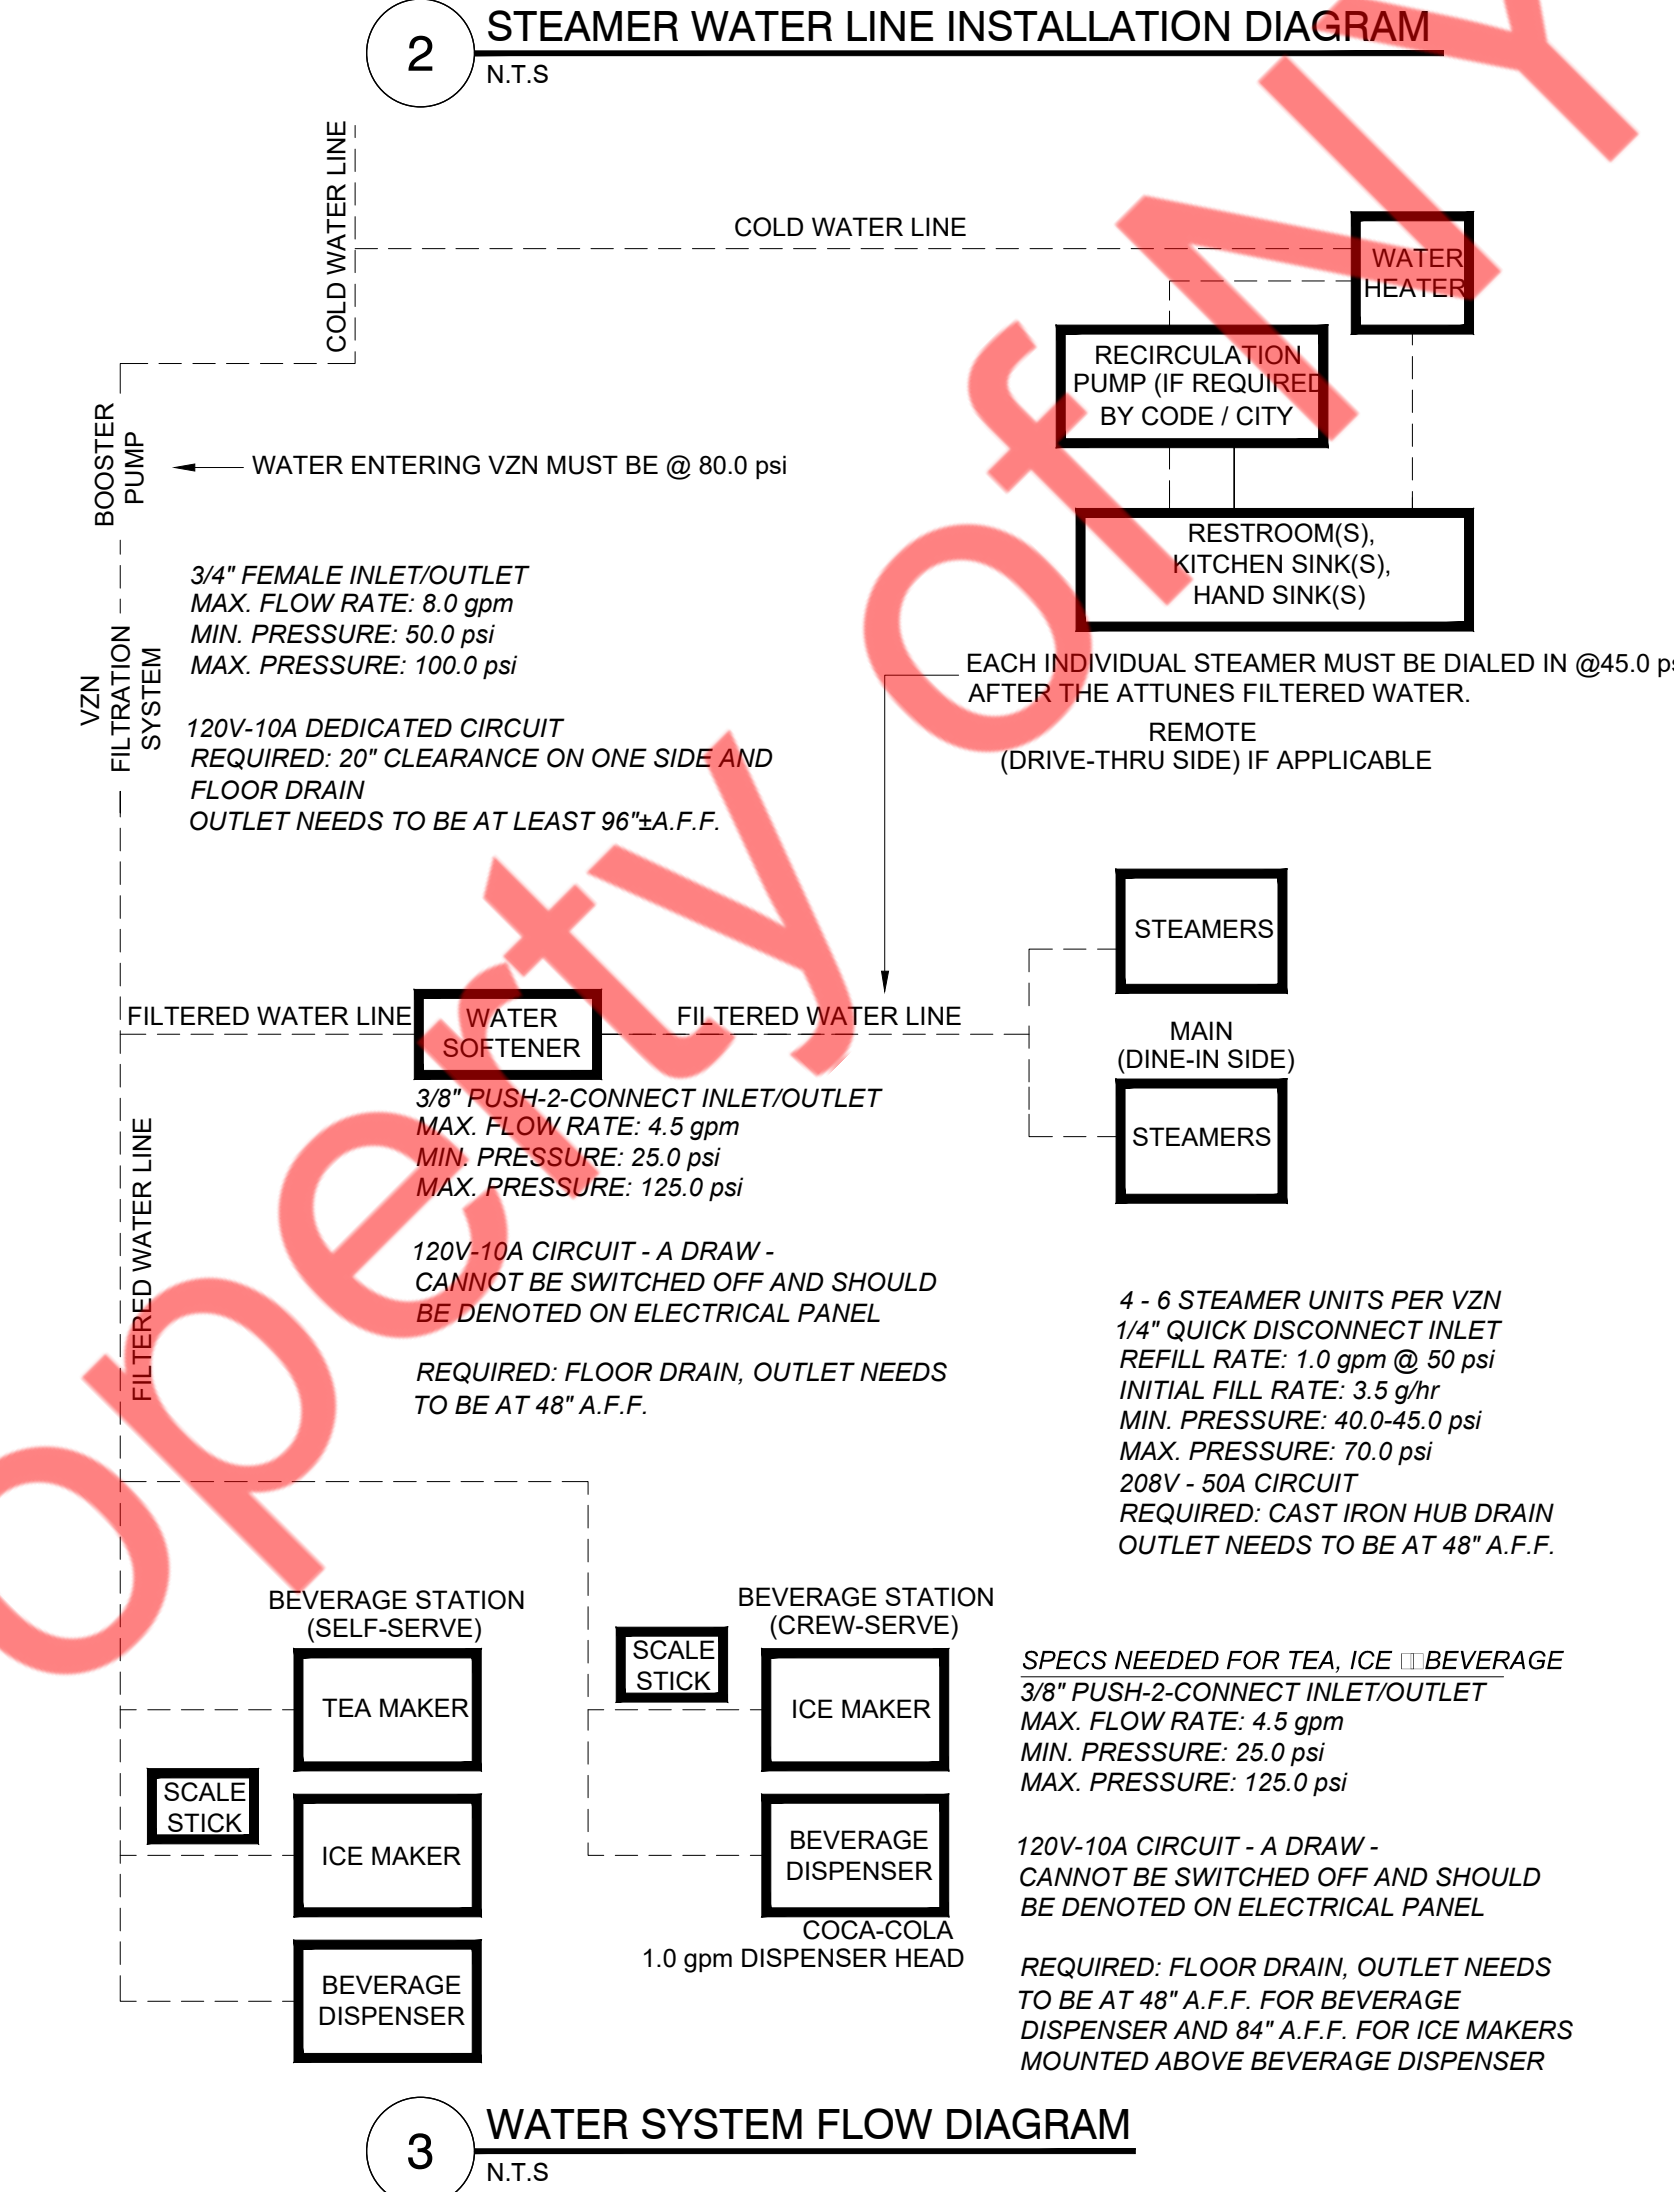 2
STEAMER WATER LINE INSTALLATION DIAGRAM
N.T.S
COLD WATER LINE
COLD WATER LINE
WATER
HEATER
RECIRCULATION
PUMP (IF REQUIRED
BY CODE / CITY
BOOSTER
PUMP
WATER ENTERING VZN MUST BE @ 80.0 psi
RESTROOM(S),
KITCHEN SINK(S),
HAND SINK(S)
3/4" FEMALE INLET/OUTLET
MAX. FLOW RATE: 8.0 gpm
MIN. PRESSURE: 50.0 psi
MAX. PRESSURE: 100.0 psi
VZN
FILTRATION
SYSTEM
120V-10A DEDICATED CIRCUIT
REQUIRED: 20" CLEARANCE ON ONE SIDE AND
FLOOR DRAIN
OUTLET NEEDS TO BE AT LEAST 96"±A.F.F.
EACH INDIVIDUAL STEAMER MUST BE DIALED IN @45.0 ps
AFTER THE ATTUNES FILTERED WATER.
REMOTE
(DRIVE-THRU SIDE) IF APPLICABLE
STEAMERS
FILTERED WATER LINE
WATER
SOFTENER
FILTERED WATER LINE
MAIN
(DINE-IN SIDE)
STEAMERS
3/8" PUSH-2-CONNECT INLET/OUTLET
MAX. FLOW RATE: 4.5 gpm
MIN. PRESSURE: 25.0 psi
MAX. PRESSURE: 125.0 psi
120V-10A CIRCUIT - A DRAW -
CANNOT BE SWITCHED OFF AND SHOULD
BE DENOTED ON ELECTRICAL PANEL
REQUIRED: FLOOR DRAIN, OUTLET NEEDS
TO BE AT 48" A.F.F.
FILTERED WATER LINE
4 - 6 STEAMER UNITS PER VZN
1/4" QUICK DISCONNECT INLET
REFILL RATE: 1.0 gpm @ 50 psi
INITIAL FILL RATE: 3.5 g/hr
MIN. PRESSURE: 40.0-45.0 psi
MAX. PRESSURE: 70.0 psi
208V - 50A CIRCUIT
REQUIRED: CAST IRON HUB DRAIN
OUTLET NEEDS TO BE AT 48" A.F.F.
BEVERAGE STATION
(SELF-SERVE)
TEA MAKER
SCALE
STICK
ICE MAKER
BEVERAGE
DISPENSER
BEVERAGE STATION
(CREW-SERVE)
SCALE
STICK
ICE MAKER
BEVERAGE
DISPENSER
COCA-COLA
1.0 gpm DISPENSER HEAD
SPECS NEEDED FOR TEA, ICE BEVERAGE
3/8" PUSH-2-CONNECT INLET/OUTLET
MAX. FLOW RATE: 4.5 gpm
MIN. PRESSURE: 25.0 psi
MAX. PRESSURE: 125.0 psi
120V-10A CIRCUIT - A DRAW -
CANNOT BE SWITCHED OFF AND SHOULD
BE DENOTED ON ELECTRICAL PANEL
REQUIRED: FLOOR DRAIN, OUTLET NEEDS
TO BE AT 48" A.F.F. FOR BEVERAGE
DISPENSER AND 84" A.F.F. FOR ICE MAKERS
MOUNTED ABOVE BEVERAGE DISPENSER
3
WATER SYSTEM FLOW DIAGRAM
N.T.S
operty of NY